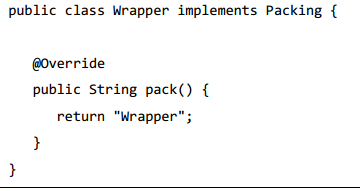 public class Wrapper implements Packing {
@Override
public String pack() {
return "Wrapper";
}
}